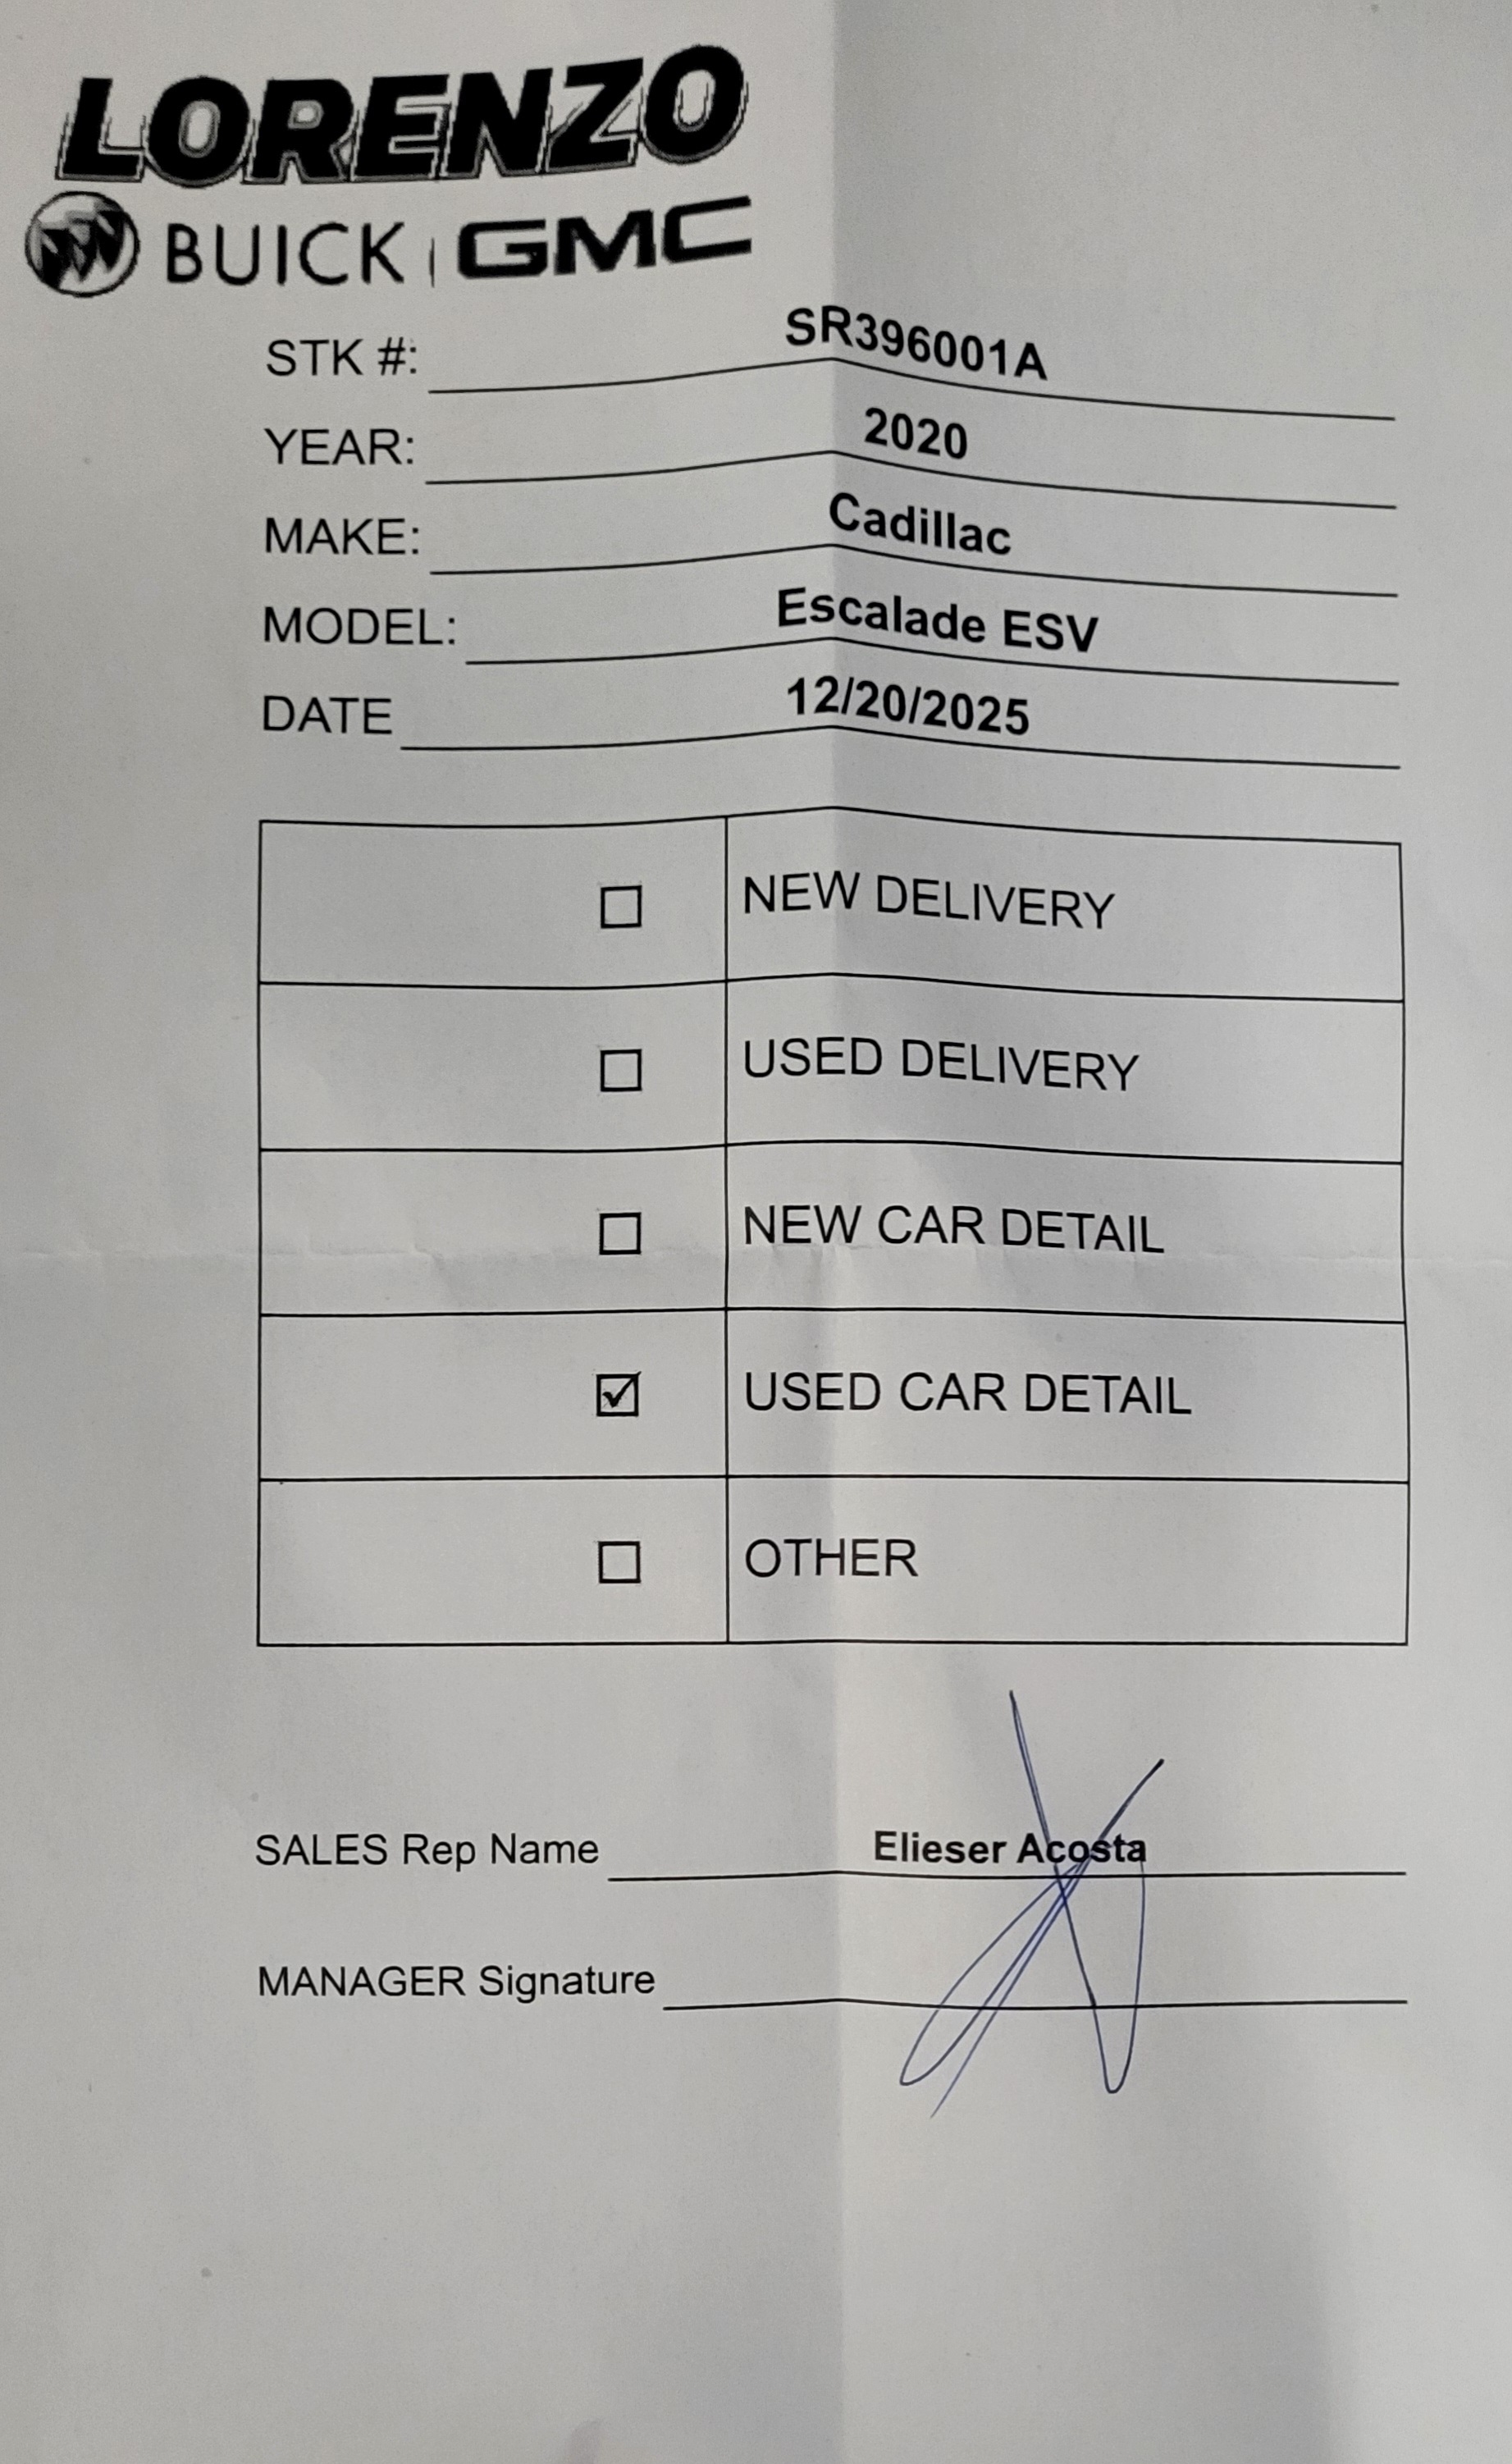 LORENZO
BUICK | GMC
STK #: SR396001A
YEAR: 2020
MAKE: Cadillac
MODEL: Escalade ESV
DATE 12/20/2025
☐ NEW DELIVERY
☐ USED DELIVERY
☐ NEW CAR DETAIL
☑ USED CAR DETAIL
☐ OTHER
SALES Rep Name Elieser Acosta
MANAGER Signature